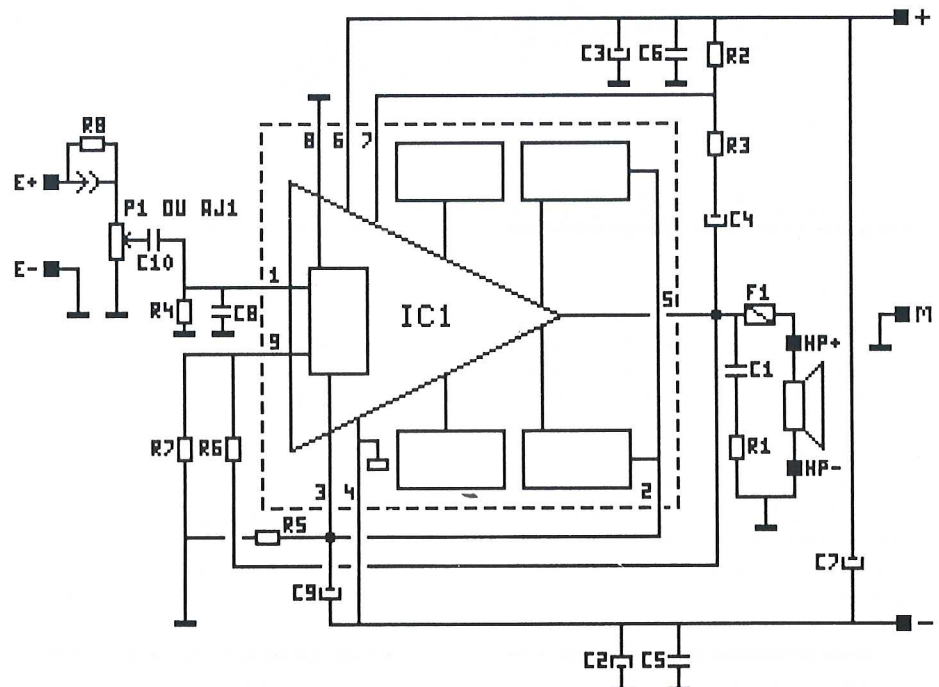 +
C3
C6
R2
R8
8 6 7
R3
E+
P1 OU AJ1
C4
C10
E-
1
R4
C8
IC1
5
F1
M
9
HP+
C1
R7
R6
R1
HP-
3 4
2
R5
C9
C7
-
C2
C5